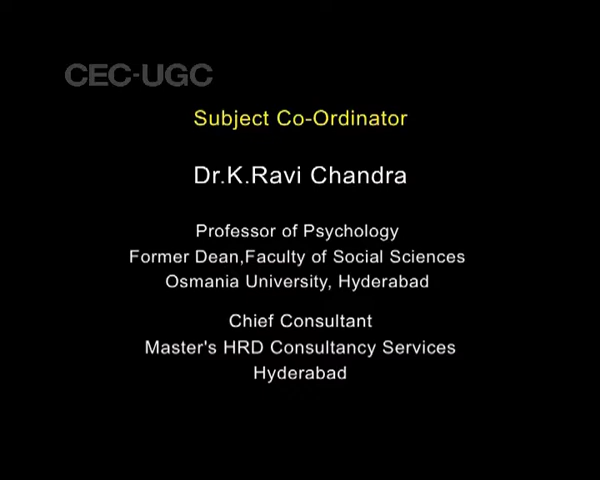 CEC-UGC
Subject Co-Ordinator
Dr.K.Ravi Chandra
Professor of Psychology
Former Dean,Faculty of Social Sciences
Osmania University, Hyderabad
Chief Consultant
Master's HRD Consultancy Services
Hyderabad